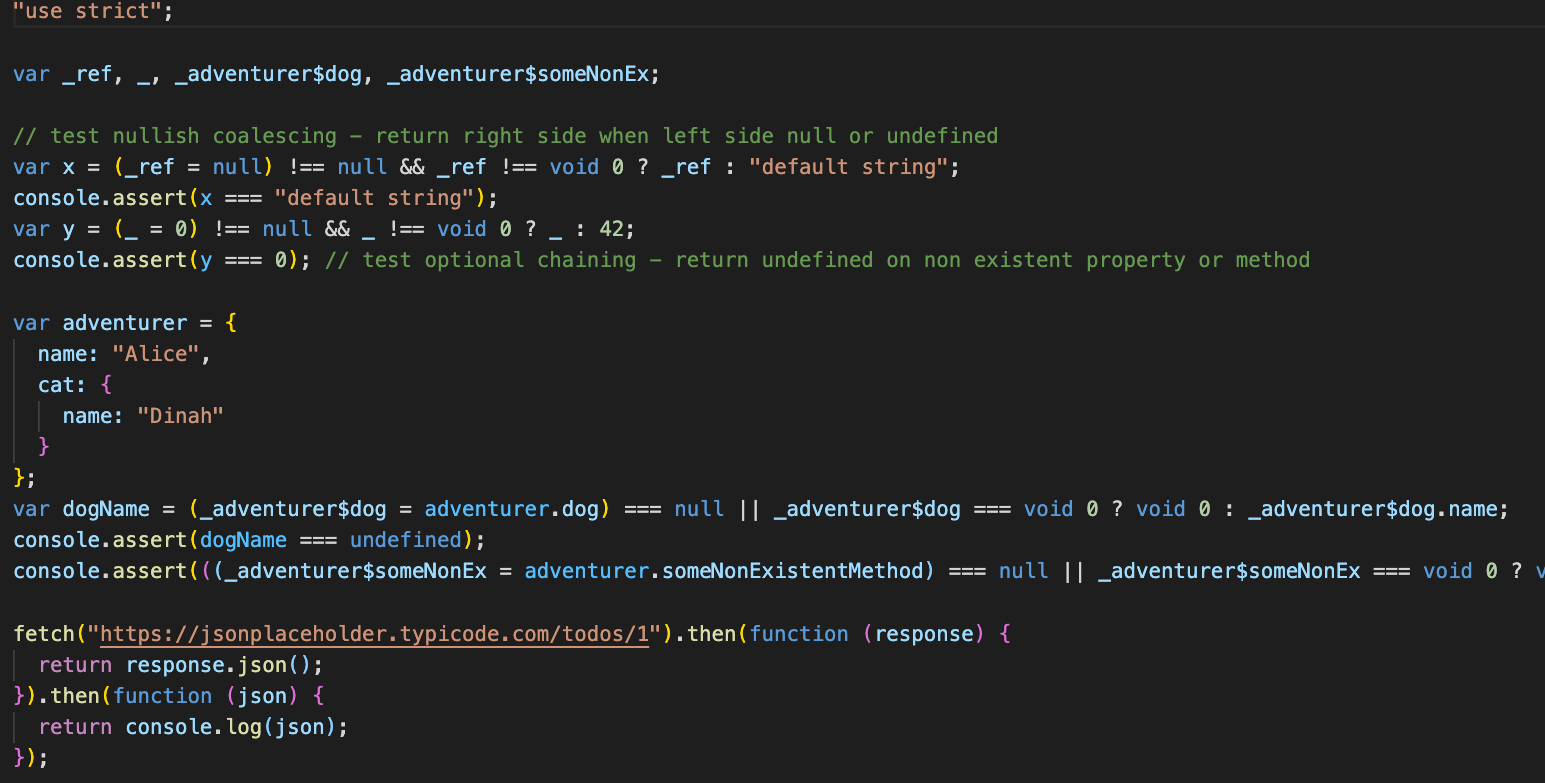 "use strict";
var _ref, _, _adventurer$dog, _adventurer$someNonEx;
// test nullish coalescing – return right side when left side null or undefined
var x = (_ref = null) !== null && _ref !== void 0 ? _ref : "default string";
console.assert(x === "default string");
var y = (_ = 0) !== null && _ !== void 0 ? _ : 42;
console.assert(y === 0); // test optional chaining – return undefined on non existent property or method
var adventurer = {
  name: "Alice",
  cat: {
    name: "Dinah"
  }
};
var dogName = (_adventurer$dog = adventurer.dog) === null || _adventurer$dog === void 0 ? void 0 : _adventurer$dog.name;
console.assert(dogName === undefined);
console.assert(((_adventurer$someNonEx = adventurer.someNonExistentMethod) === null || _adventurer$someNonEx === void 0 ?
fetch("https://jsonplaceholder.typicode.com/todos/1").then(function (response) {
  return response.json();
}).then(function (json) {
  return console.log(json);
});